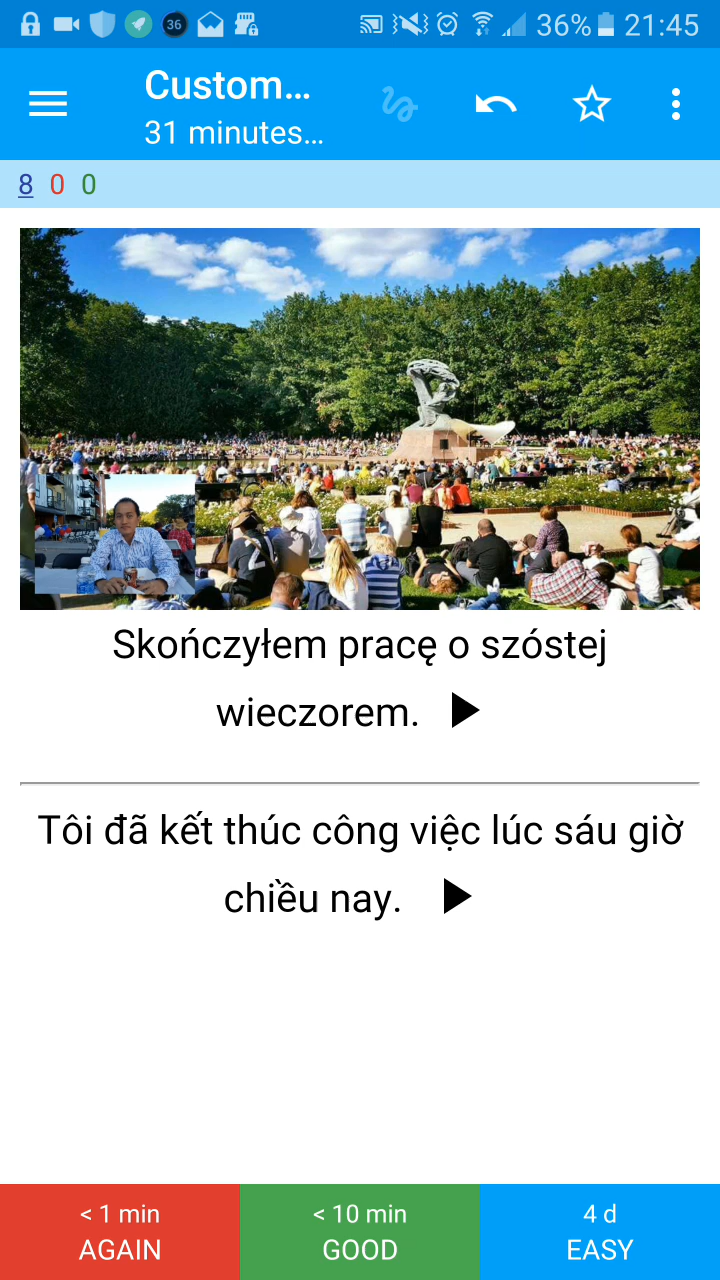 36 36% 21:45
Custom...
31 minutes...
8 0 0
Skończyłem pracę o szóstej
wieczorem.
Tôi đã kết thúc công việc lúc sáu giờ
chiều nay.
< 1 min < 10 min 4 d
AGAIN GOOD EASY